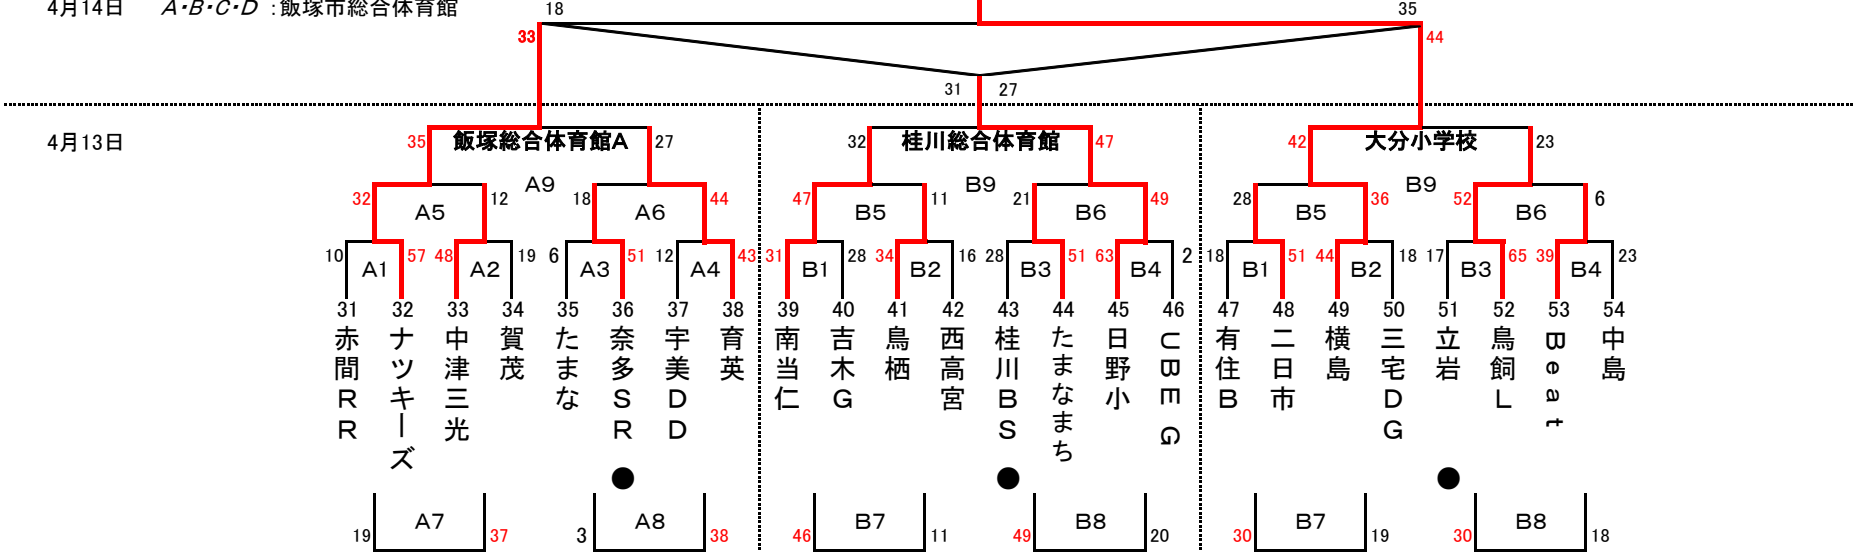 4月14日 A・B・C・D ：飯塚市総合体育館
18 35
33 44
31 27
4月13日
35 飯塚総合体育館A 27 32 桂川総合体育館 47 42 大分小学校 23
A9 B9 B9
32 A5 12 18 A6 44 47 B5 11 21 B6 49 28 B5 36 52 B6 6
10 A1 57 48 A2 19 6 A3 51 12 A4 43 31 B1 28 34 B2 16 28 B3 51 63 B4 2 18 B1 51 44 B2 18 17 B3 65 39 B4 23
31 32 33 34 35 36 37 38 39 40 41 42 43 44 45 46 47 48 49 50 51 52 53 54
赤間RR
ナツキーズ
中津三光
賀茂
たまな
奈多SR
宇美DD
育英
南当仁
吉木G
鳥栖
西高宮
桂川BS
たまなまち
日野小
UBE G
有住B
二日市
横島
三宅DG
立岩
鳥飼L
Beat
中島
● ● ●
19 A7 37 3 A8 38 46 B7 11 49 B8 20 30 B7 19 30 B8 18